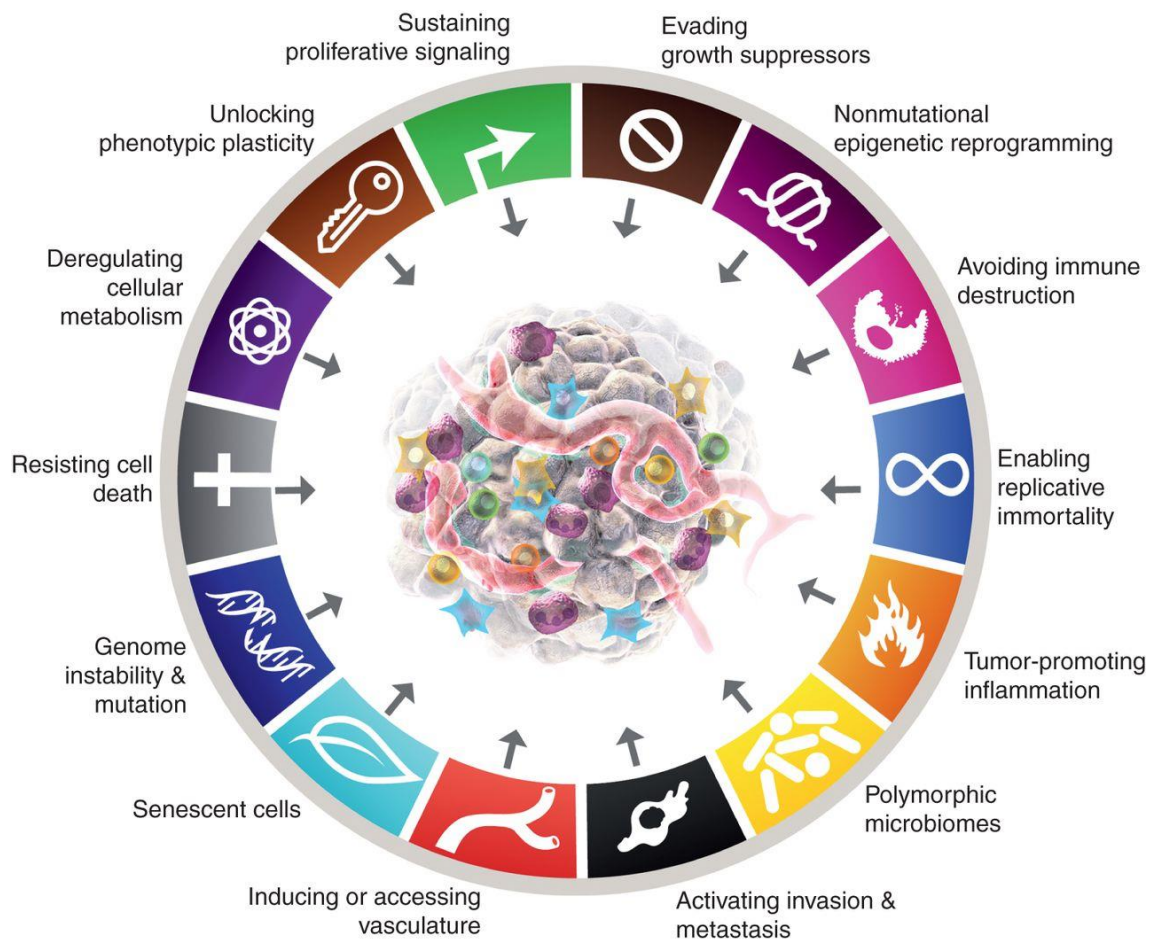 Sustaining
proliferative signaling
Evading
growth suppressors
Nonmutational
epigenetic reprogramming
Avoiding immune
destruction
Enabling
replicative
immortality
Tumor-promoting
inflammation
Polymorphic
microbiomes
Activating invasion &
metastasis
Inducing or accessing
vasculature
Senescent cells
Genome
instability &
mutation
Resisting cell
death
Deregulating
cellular
metabolism
Unlocking
phenotypic plasticity